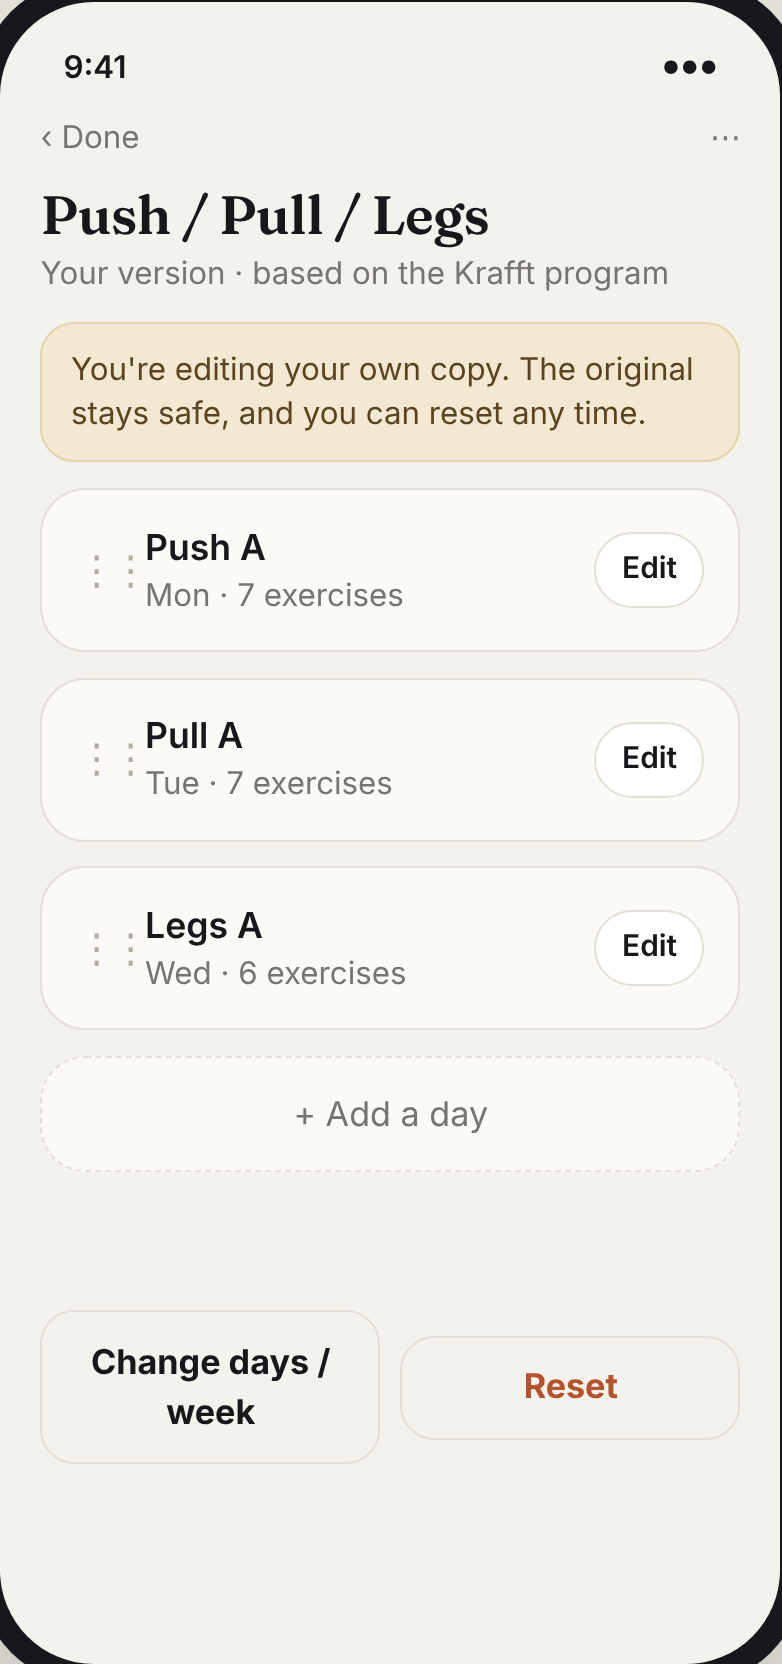 9:41
‹ Done
···
Push / Pull / Legs
Your version · based on the Krafft program
You're editing your own copy. The original
stays safe, and you can reset any time.
Push A
Mon · 7 exercises
Edit
Pull A
Tue · 7 exercises
Edit
Legs A
Wed · 6 exercises
Edit
+ Add a day
Change days /
week
Reset